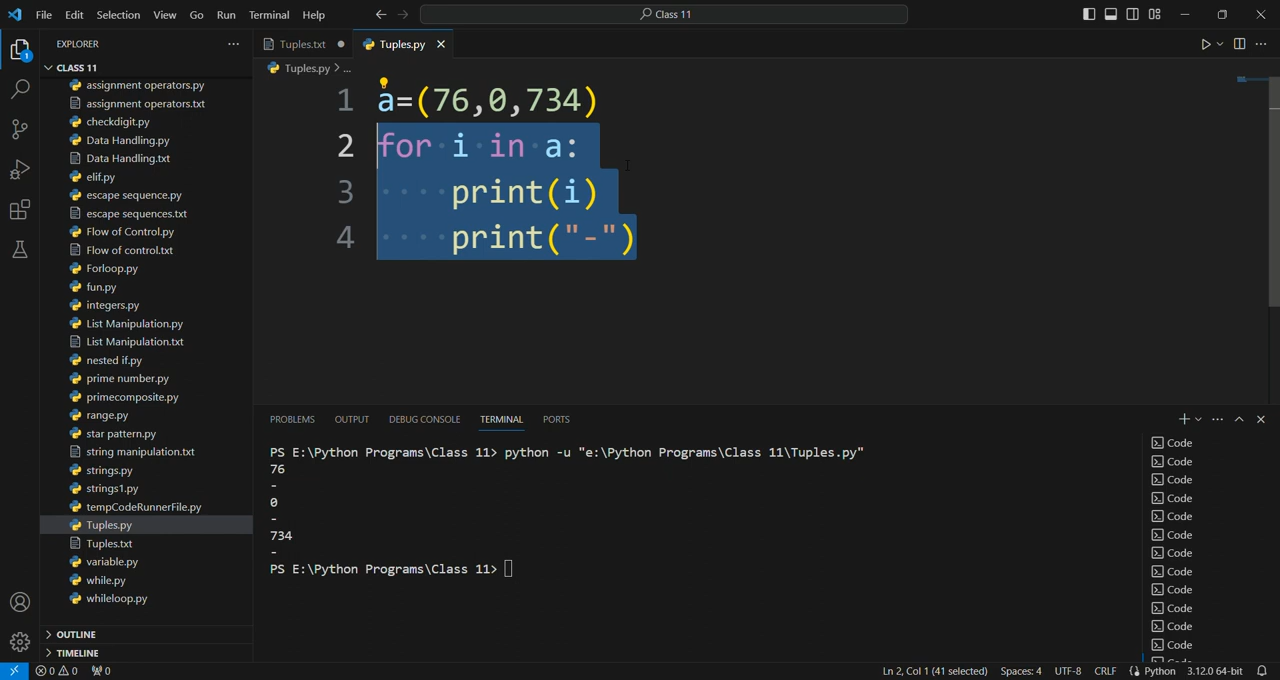 File Edit Selection View Go Run Terminal Help
Class 11
EXPLORER
Tuples.txt
Tuples.py
CLASS 11
Tuples.py > ...
assignment operators.py
assignment operators.txt
checkdigit.py
Data Handling.py
Data Handling.txt
elif.py
escape sequence.py
escape sequences.txt
Flow of Control.py
Flow of control.txt
Forloop.py
fun.py
integers.py
List Manipulation.py
List Manipulation.txt
nested if.py
prime number.py
primecomposite.py
range.py
star pattern.py
string manipulation.txt
strings.py
strings1.py
tempCodeRunnerFile.py
Tuples.py
Tuples.txt
variable.py
while.py
whileloop.py
OUTLINE
TIMELINE
1 a=(76,0,734)
2 for i in a:
3 print(i)
4 print("-")
PROBLEMS OUTPUT DEBUG CONSOLE TERMINAL PORTS
PS E:\Python Programs\Class 11> python -u "e:\Python Programs\Class 11\Tuples.py"
76
-
0
-
734
-
PS E:\Python Programs\Class 11>
Code
Code
Code
Code
Code
Code
Code
Code
Code
Code
Code
Code
1
0 0 0
Ln 2, Col 1 (41 selected) Spaces: 4 UTF-8 CRLF Python 3.12.0 64-bit